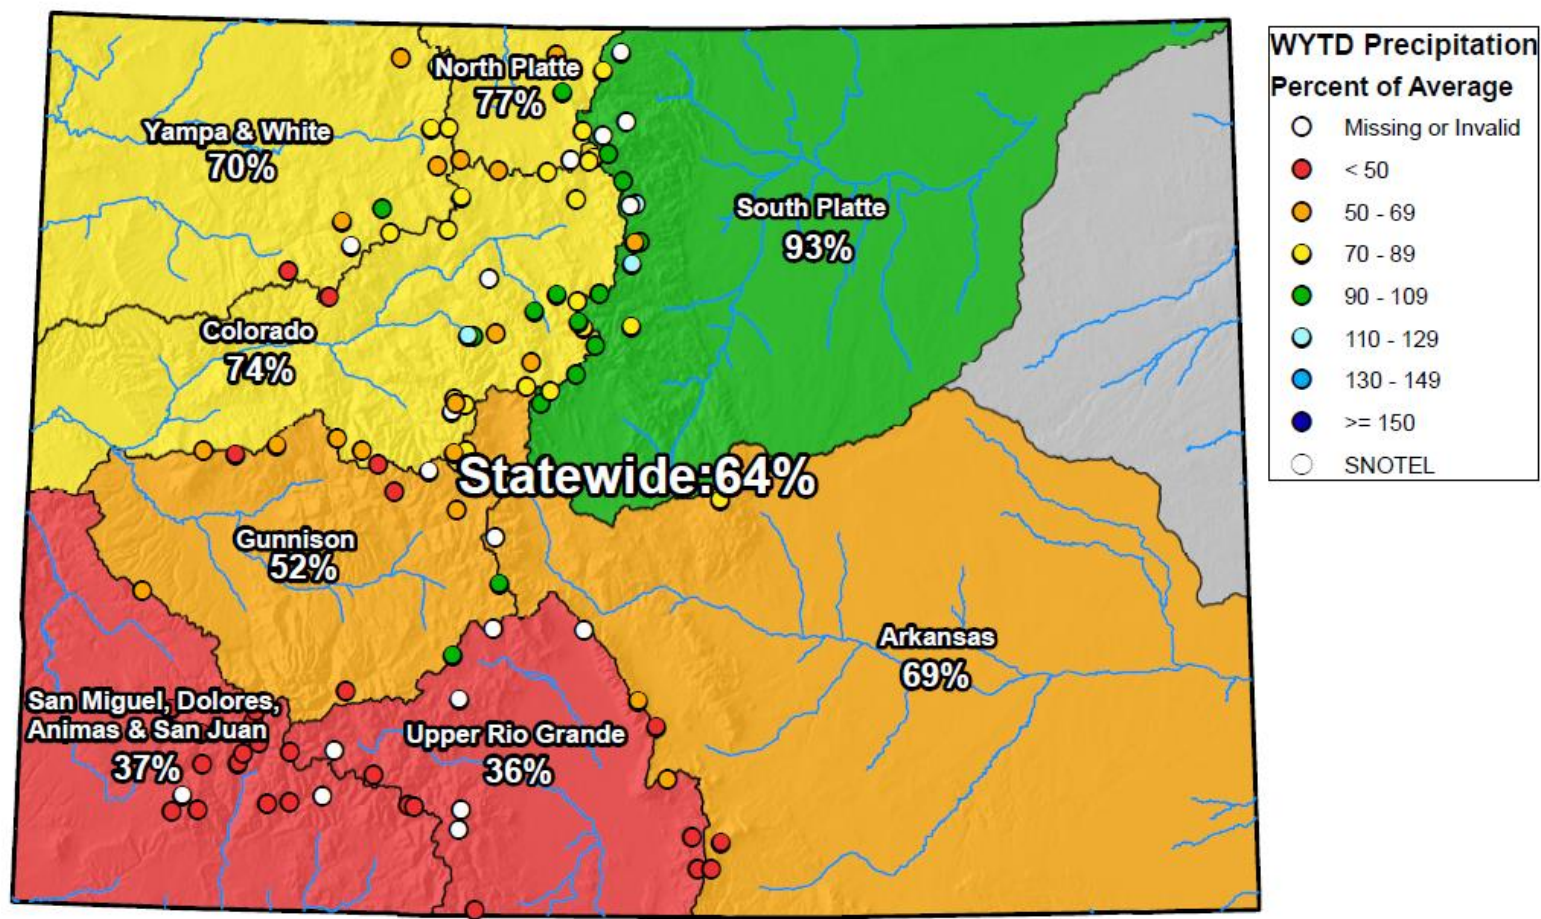 North Platte
77%
Yampa & White
70%
South Platte
93%
Colorado
74%
Statewide:64%
Gunnison
52%
Arkansas
69%
San Miguel, Dolores,
Animas & San Juan
37%
Upper Rio Grande
36%
WYTD Precipitation
Percent of Average
Missing or Invalid
< 50
50 - 69
70 - 89
90 - 109
110 - 129
130 - 149
>= 150
SNOTEL